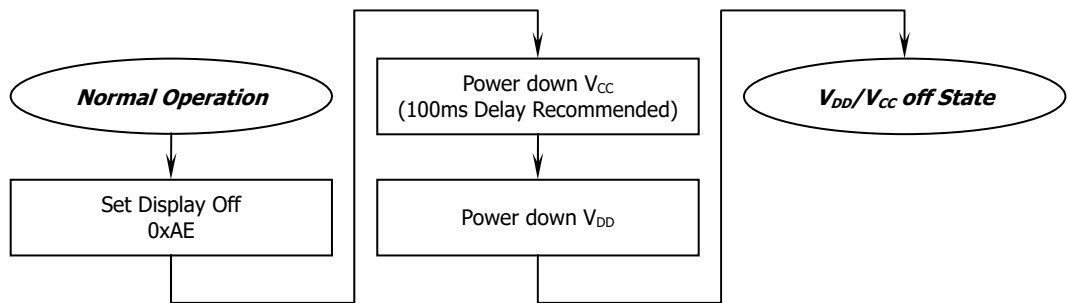 Normal Operation
Set Display Off
0xAE
Power down VCC
(100ms Delay Recommended)
Power down VDD
VDD/VCC off State